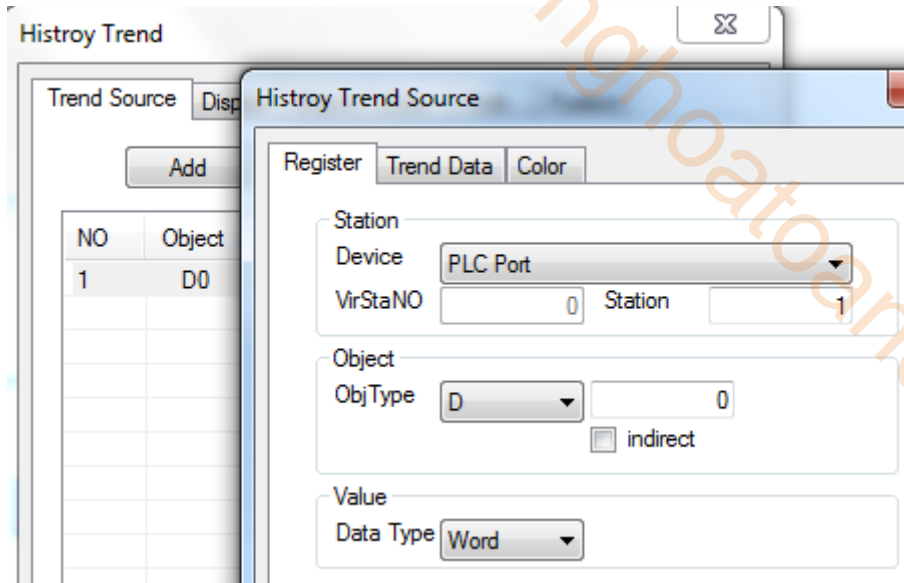 Histroy Trend
Trend Source Disp
Histroy Trend Source
Add
Register Trend Data Color
NO Object
1 D0
Station
Device PLC Port
VirStaNO 0 Station 1
Object
ObjType D 0
indirect
Value
Data Type Word